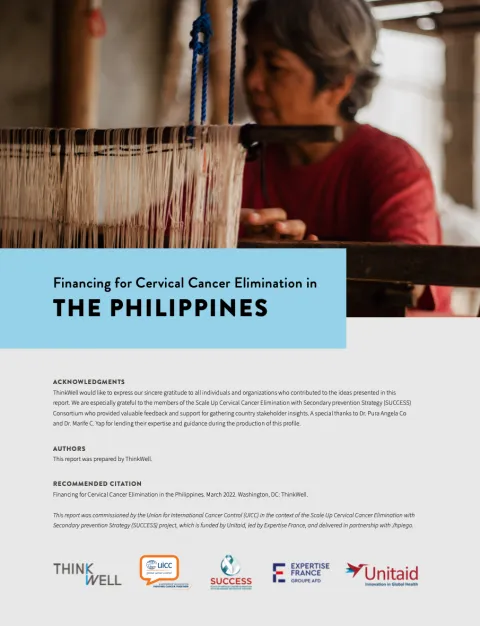 Financing for Cervical Cancer Elimination in
THE PHILIPPINES
ACKNOWLEDGMENTS
ThinkWell would like to express our sincere gratitude to all individuals and organizations who contributed to the ideas presented in this
report. We are especially grateful to the members of the Scale Up Cervical Cancer Elimination with Secondary prevention Strategy (SUCCESS)
Consortium who provided valuable feedback and support for gathering country stakeholder insights. A special thanks to Dr. Pura Angela Co
and Dr. Marife C. Yap for lending their expertise and guidance during the production of this profile.
AUTHORS
This report was prepared by ThinkWell.
RECOMMENDED CITATION
Financing for Cervical Cancer Elimination in the Philippines. March 2022. Washington, DC: ThinkWell.
This report was commissioned by the Union for International Cancer Control (UICC) in the context of the Scale Up Cervical Cancer Elimination with
Secondary prevention Strategy (SUCCESS) project, which is funded by Unitaid, led by Expertise France, and delivered in partnership with Jhpiego.
THINK
WELL
uicc
SUCCESS
EXPERTISE
FRANCE
GROUPE AFD
Unitaid
Innovation in Global Health